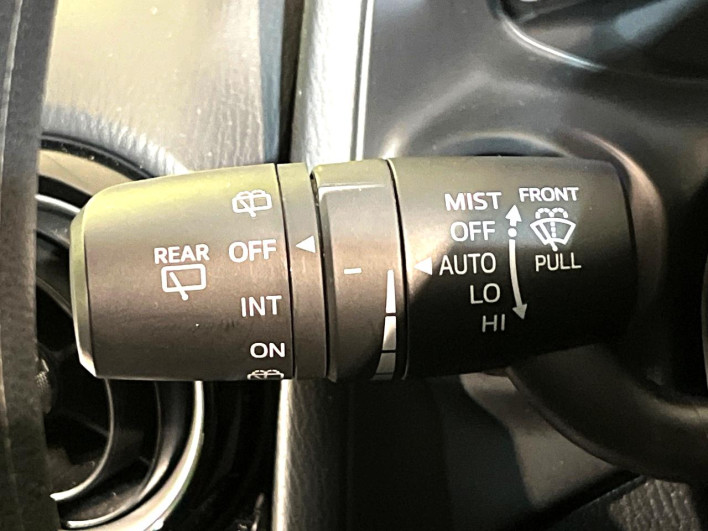 REAR
OFF
INT
ON
MIST
OFF
AUTO
LO
HI
FRONT
PULL